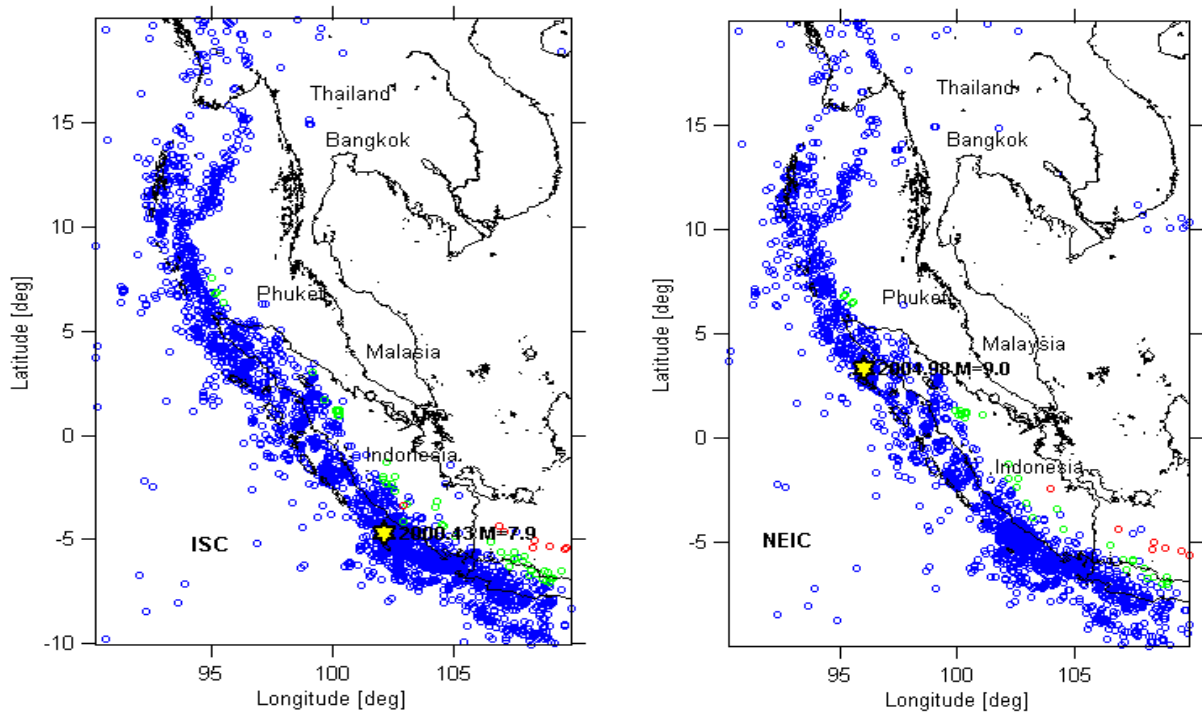 Thailand
Bangkok
Phuket
Malasia
Indonesia
2000.43 M=7.9
ISC
15
10
5
0
-5
-10
95
100
105
Latitude [deg]
Longitude [deg]
Thailand
Bangkok
Phuket
Malaysia
2004.98 M=9.0
Indonesia
NEIC
15
10
5
0
-5
95
100
105
Latitude [deg]
Longitude [deg]